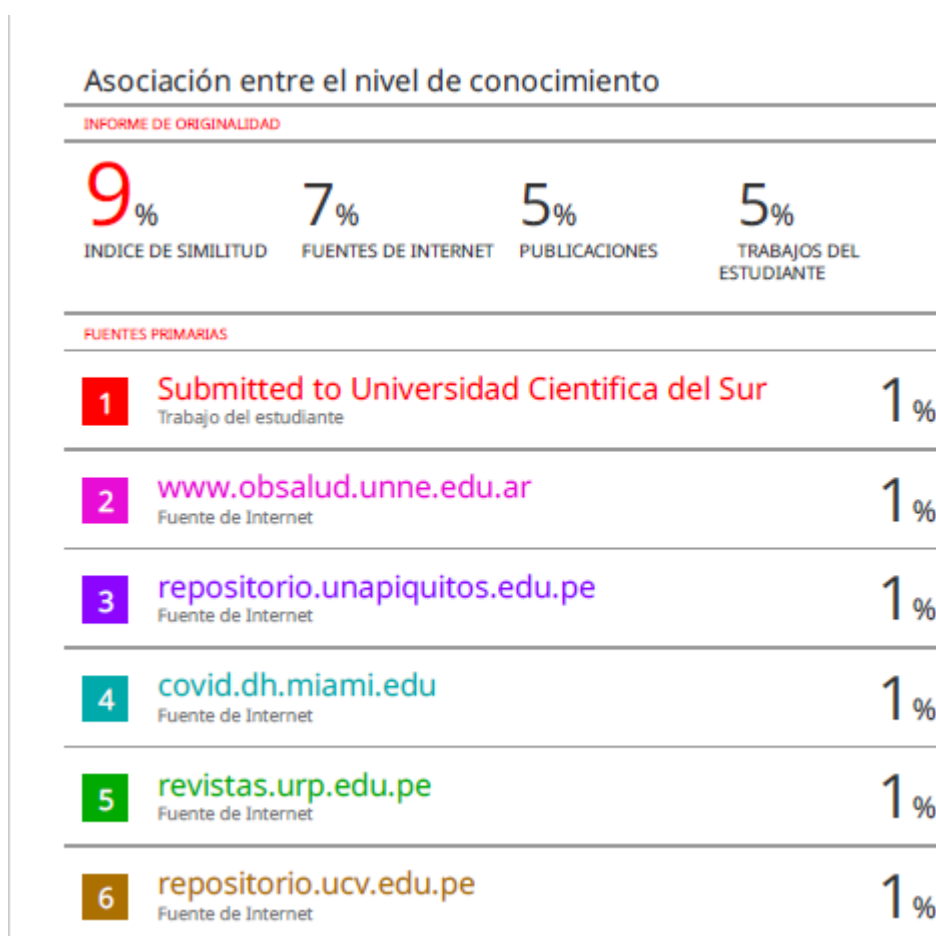 Asociación entre el nivel de conocimiento
INFORME DE ORIGINALIDAD
9% 7% 5% 5%
INDICE DE SIMILITUD FUENTES DE INTERNET PUBLICACIONES TRABAJOS DEL
ESTUDIANTE
FUENTES PRIMARIAS
1 Submitted to Universidad Cientifica del Sur 1%
Trabajo del estudiante
2 www.obsalud.unne.edu.ar 1%
Fuente de Internet
3 repositorio.unapiquitos.edu.pe 1%
Fuente de Internet
4 covid.dh.miami.edu 1%
Fuente de Internet
5 revistas.urp.edu.pe 1%
Fuente de Internet
6 repositorio.ucv.edu.pe 1%
Fuente de Internet